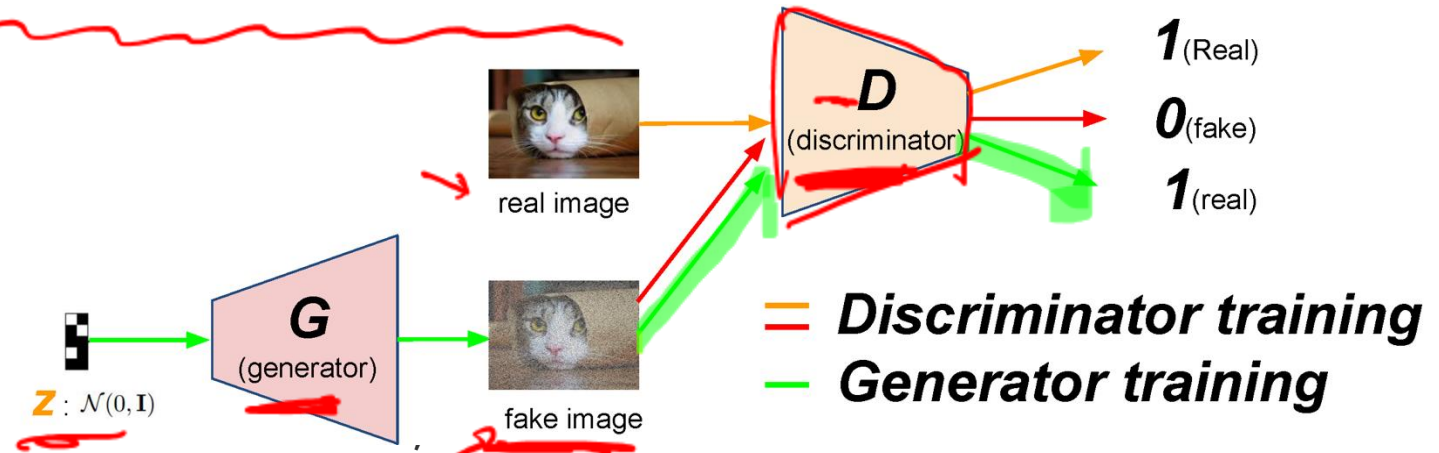 1(Real)
D
(discriminator)
0(fake)
real image
1(real)
G
(generator)
z : N(0, I)
fake image
Discriminator training
Generator training